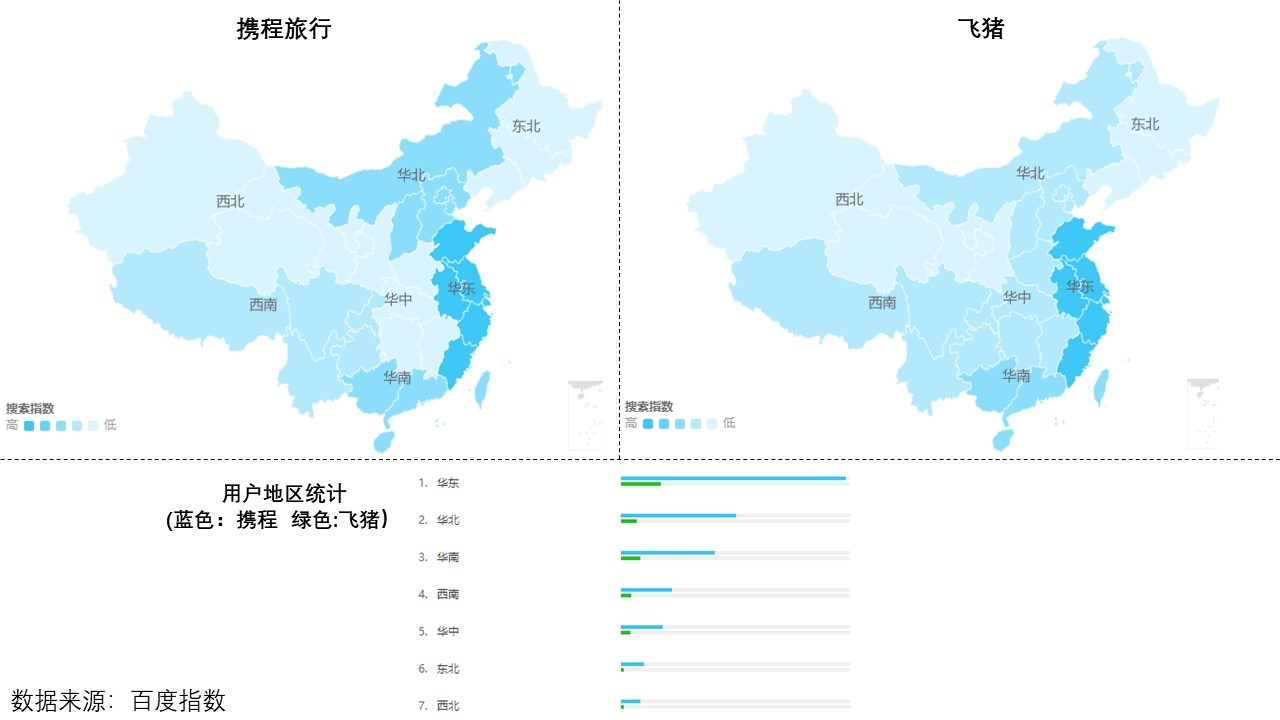 携程旅行
东北
华北
西北
华东
华中
西南
华南
搜索指数
高 低
飞猪
东北
华北
西北
华东
华中
西南
华南
搜索指数
高 低
用户地区统计
(蓝色：携程 绿色:飞猪)
1. 华东
2. 华北
3. 华南
4. 西南
5. 华中
6. 东北
7. 西北
数据来源：百度指数